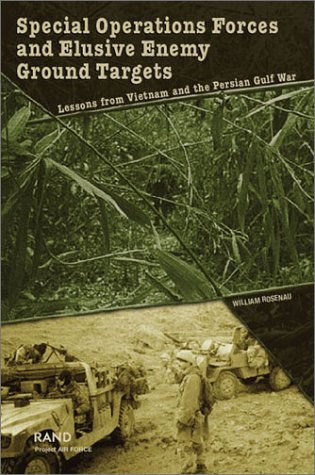 Special Operations Forces
and Elusive Enemy
Ground Targets
Lessons from Vietnam and the Persian Gulf War
WILLIAM ROSENAU
RAND
Project AIR FORCE